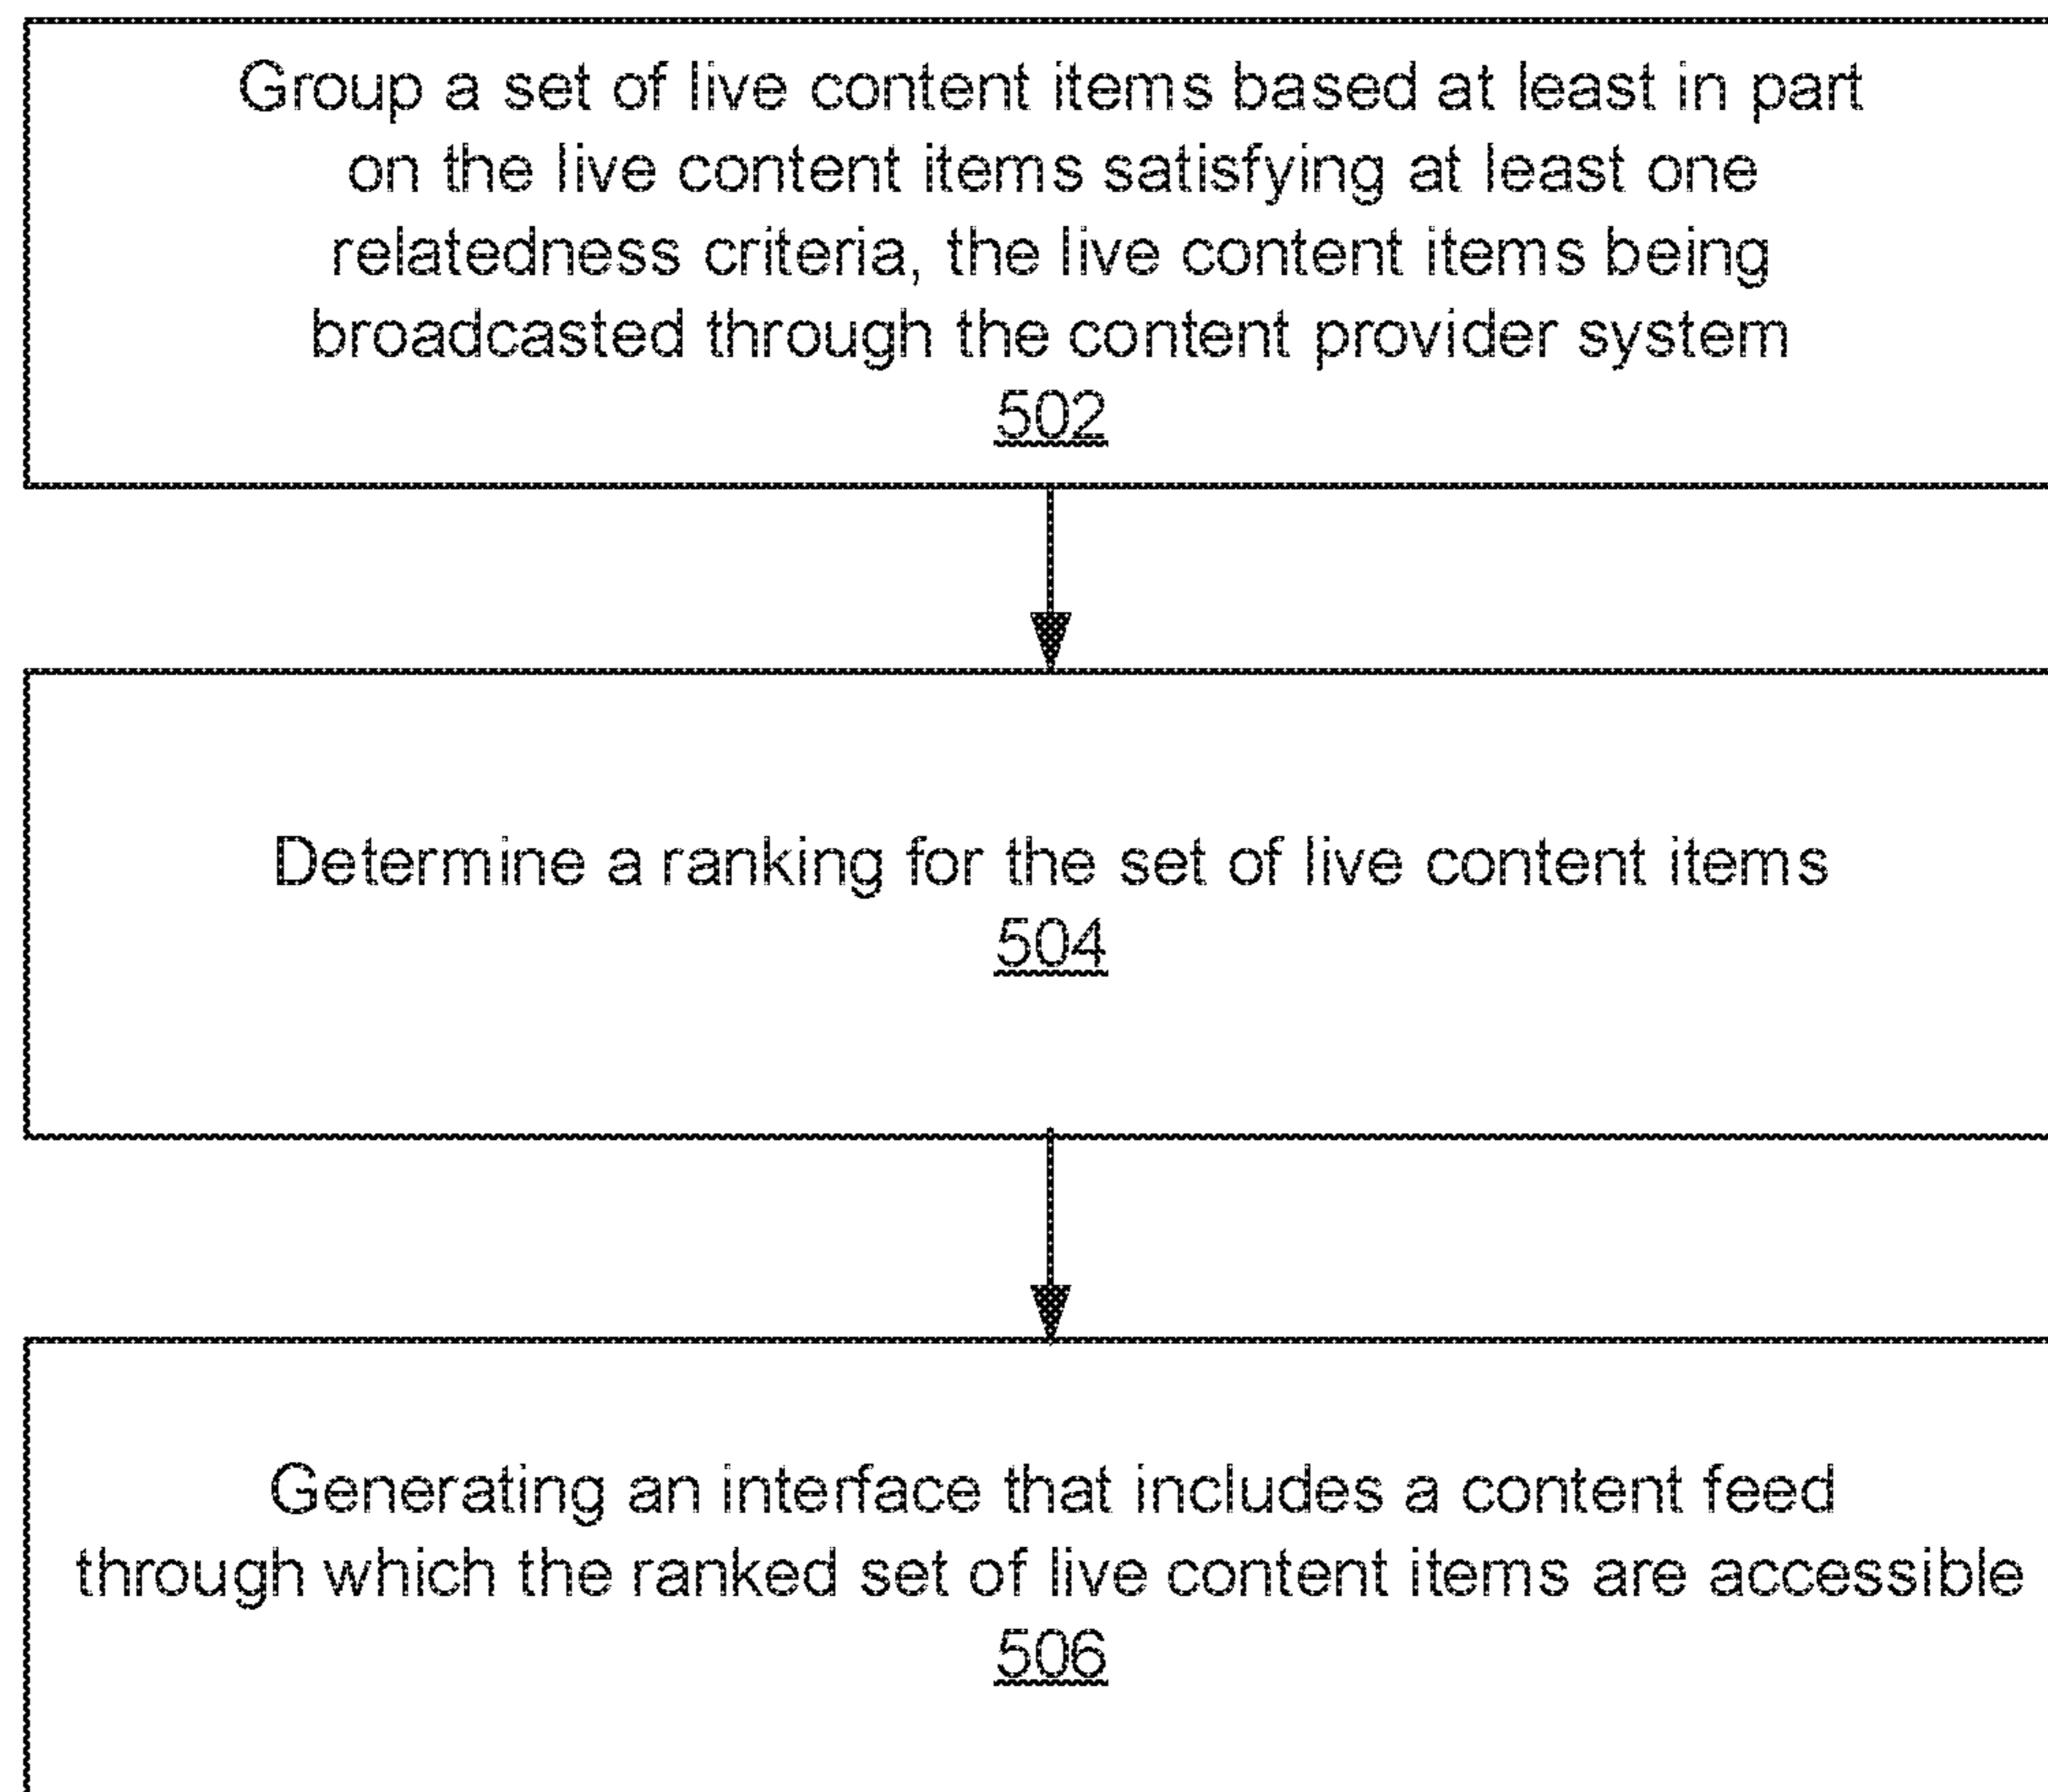 Group a set of live content items based at least in part
on the live content items satisfying at least one
relatedness criteria, the live content items being
broadcasted through the content provider system
502
Determine a ranking for the set of live content items
504
Generating an interface that includes a content feed
through which the ranked set of live content items are accessible
506